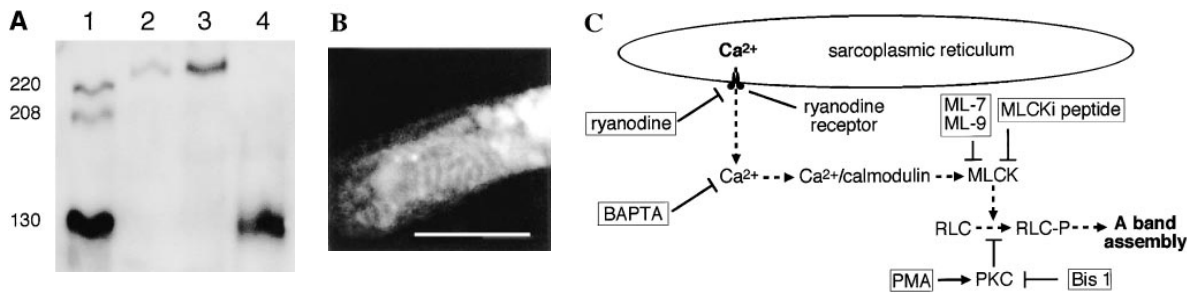 A
1 2 3 4
220
208
130
B
C
Ca2+ sarcoplasmic reticulum
ryanodine
ryanodine
receptor
ML-7
ML-9
MLCKi peptide
Ca2+ Ca2+/calmodulin MLCK
BAPTA
RLC RLC-P A band
assembly
PMA PKC Bis 1